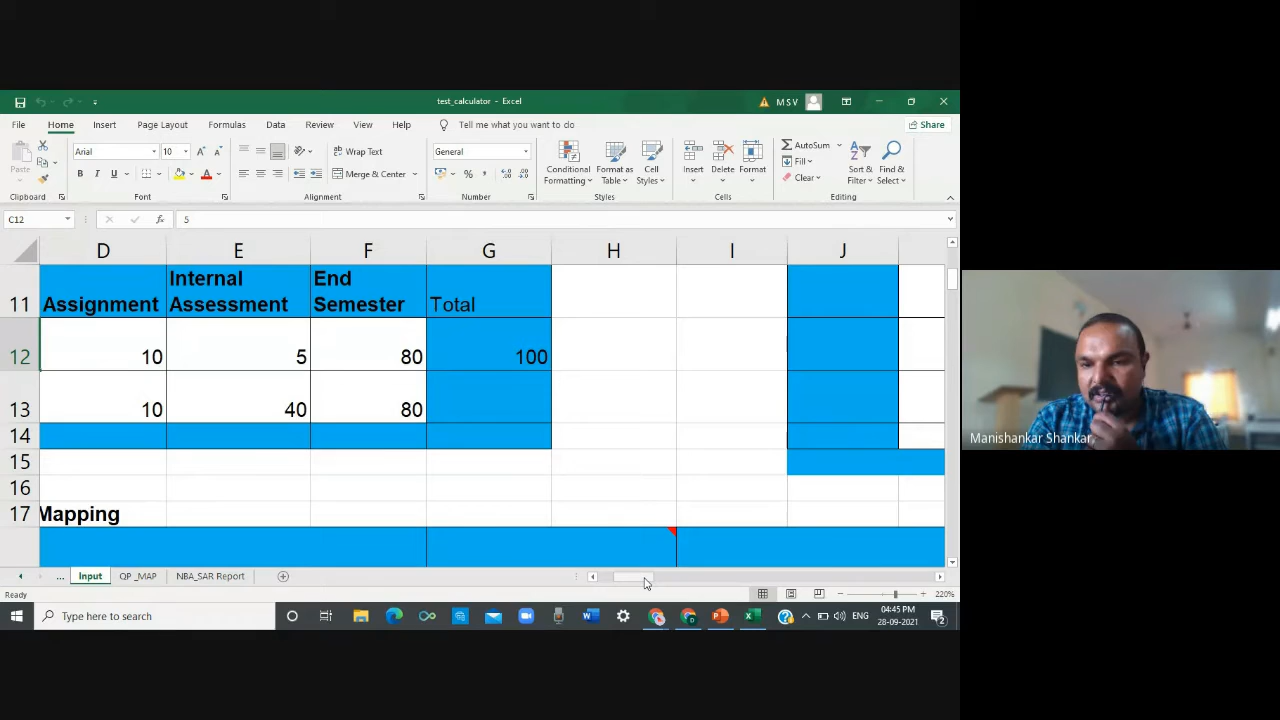 test_calculator - Excel
M S V
File Home Insert Page Layout Formulas Data Review View Help Tell me what you want to do Share
Paste
Clipboard
Arial 10
B I U
Font
Wrap Text
Merge & Center
Alignment
General
Number
Conditional Formatting
Format as Table
Cell Styles
Styles
Insert Delete Format
Cells
AutoSum
Fill
Clear
Sort & Filter
Find & Select
Editing
C12 fx 5
D E F G H I J
11 Assignment Internal Assessment End Semester Total
12 10 5 80 100
13 10 40 80
14
15
16
17 Mapping
... Input QP _MAP NBA_SAR Report
Ready 220%
Type here to search
ENG
04:45 PM
28-09-2021
2
Manishankar Shankar